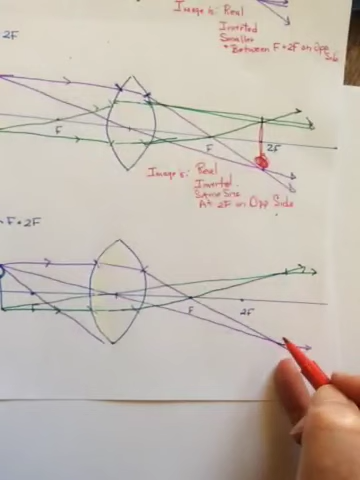 Image is: Real
Inverted
Smaller
* Between F + 2F on Opp
Side
2F
F
F
2F
Image is: Real
Inverted
Same Size
At 2F on Opp Side
F + 2F
F
2F